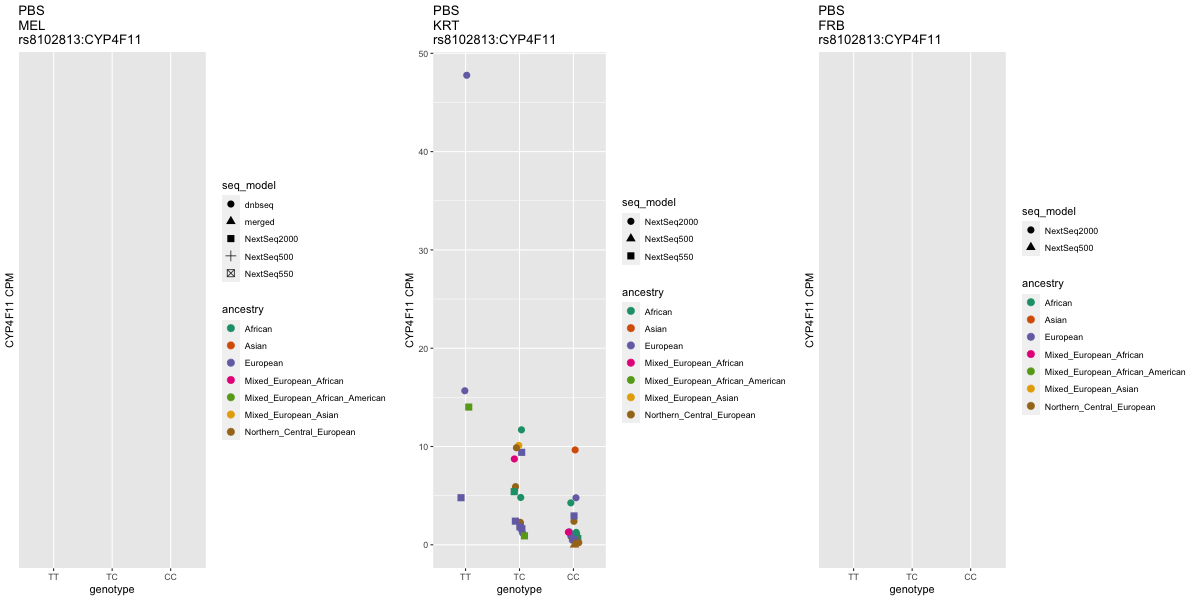 PBS
MEL
rs8102813:CYP4F11
CYP4F11 CPM
TT
TC
CC
genotype
seq_model
dnbseq
merged
NextSeq2000
NextSeq500
NextSeq550
ancestry
African
Asian
European
Mixed_European_African
Mixed_European_African_American
Mixed_European_Asian
Northern_Central_European
PBS
KRT
rs8102813:CYP4F11
CYP4F11 CPM
50
40
30
20
10
0
TT
TC
CC
genotype
seq_model
NextSeq2000
NextSeq500
NextSeq550
ancestry
African
Asian
European
Mixed_European_African
Mixed_European_African_American
Mixed_European_Asian
Northern_Central_European
PBS
FRB
rs8102813:CYP4F11
CYP4F11 CPM
TT
TC
CC
genotype
seq_model
NextSeq2000
NextSeq500
ancestry
African
Asian
European
Mixed_European_African
Mixed_European_African_American
Mixed_European_Asian
Northern_Central_European